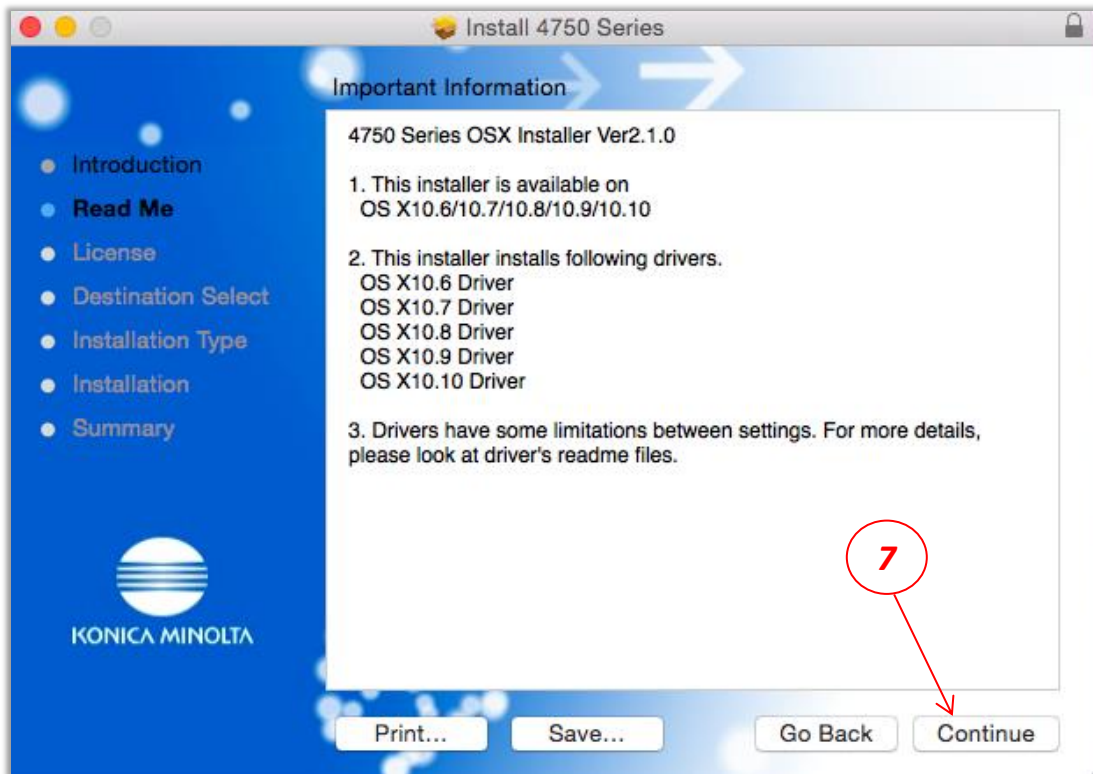 Install 4750 Series
Important Information
Introduction
Read Me
License
Destination Select
Installation Type
Installation
Summary
KONICA MINOLTA
4750 Series OSX Installer Ver2.1.0
1. This installer is available on
OS X10.6/10.7/10.8/10.9/10.10
2. This installer installs following drivers.
OS X10.6 Driver
OS X10.7 Driver
OS X10.8 Driver
OS X10.9 Driver
OS X10.10 Driver
3. Drivers have some limitations between settings. For more details,
please look at driver's readme files.
7
Print...
Save...
Go Back
Continue